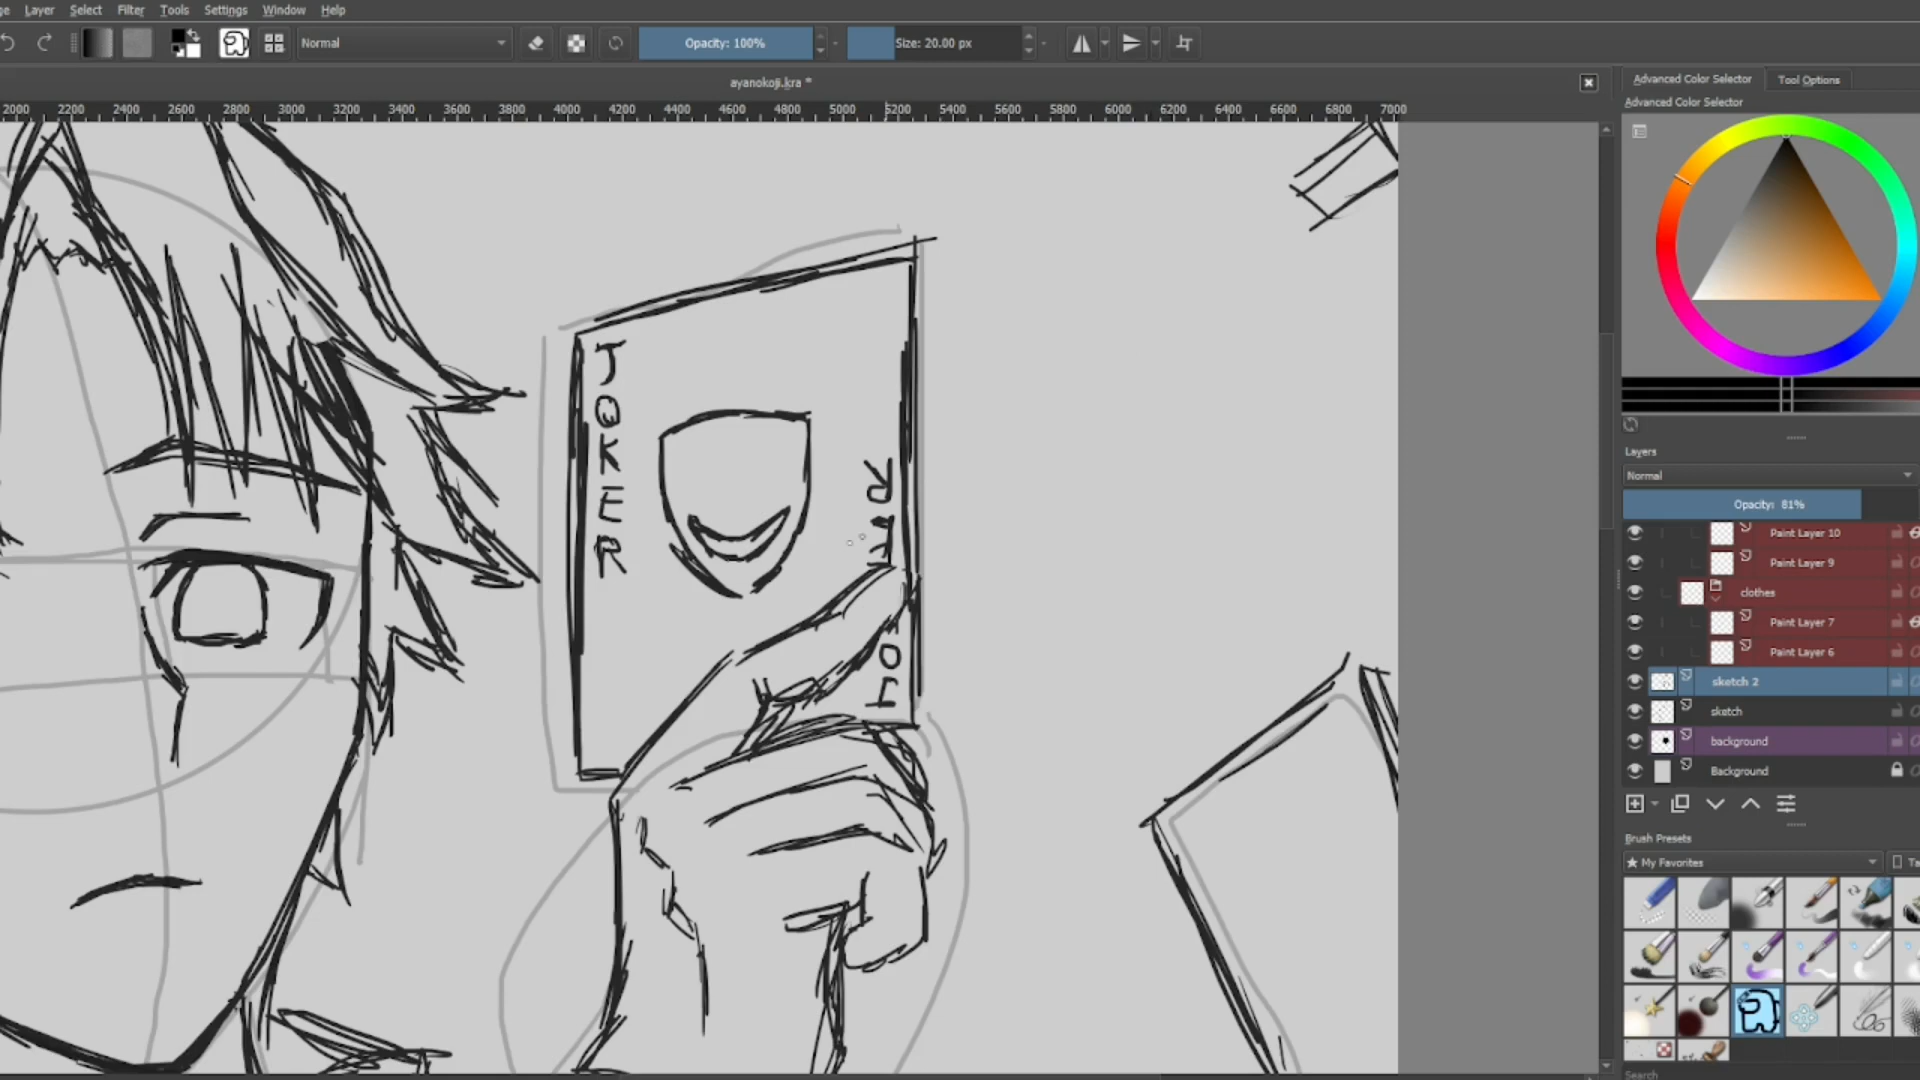 Layer Select Filter Tools Settings Window Help
Normal Opacity: 100% Size: 20.00 px
ayanokoji.kra *
2000 2200 2400 2600 2800 3000 3200 3400 3600 3800 4000 4200 4400 4600 4800 5000 5200 5400 5600 5800 6000 6200 6400 6600 6800 7000
JOKER
Advanced Color Selector Tool Options
Advanced Color Selector
Layers
Normal
Opacity: 81%
Paint Layer 10
Paint Layer 9
clothes
Paint Layer 7
Paint Layer 6
sketch 2
sketch
background
Background
Brush Presets
★ My Favorites
Search